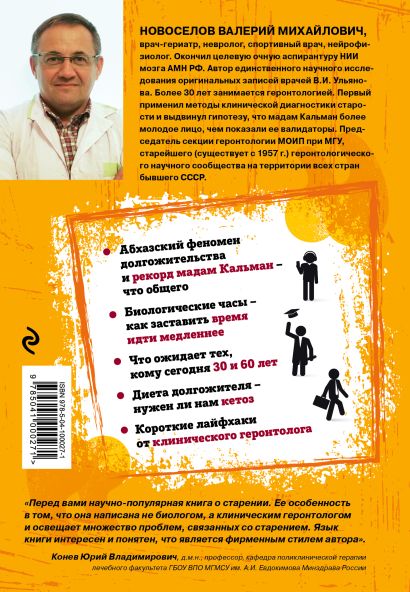 НОВОСЕЛОВ ВАЛЕРИЙ МИХАЙЛОВИЧ,
врач-гериатр, невролог, спортивный врач, нейрофи-
зиолог. Окончил целевую очную аспирантуру НИИ
мозга АМН РФ. Автор единственного научного иссле-
дования оригинальных записей врачей В.И. Ульяно-
ва. Более 30 лет занимается геронтологией. Первый
применил методы клинической диагностики старо-
сти и выдвинул гипотезу, что мадам Кальман более
молодое лицо, чем показали ее валидаторы. Пред-
седатель секции геронтологии МОИП при МГУ,
старейшего (существует с 1957 г.) геронтологическо-
го научного сообщества на территории всех стран
бывшего СССР.
Абхазский феномен
долгожительства
и рекорд мадам Кальман –
что общего
Биологические часы –
как заставить время
идти медленнее
Что ожидает тех,
кому сегодня 30 и 60 лет
Диета долгожителя –
нужен ли нам кетоз
Короткие лайфхаки
от клинического геронтолога
ISBN 978-5-04-100027-1
9 785041 000271 >
«Перед вами научно-популярная книга о старении. Ее особенность
в том, что она написана не биологом, а клиническим геронтологом
и освещает множество проблем, связанных со старением. Язык
книги интересен и понятен, что является фирменным стилем автора».
Конев Юрий Владимирович, д.м.н., профессор, кафедра поликлинической терапии
лечебного факультета ГБОУ ВПО МГМСУ им. А.И. Евдокимова Минздрава России